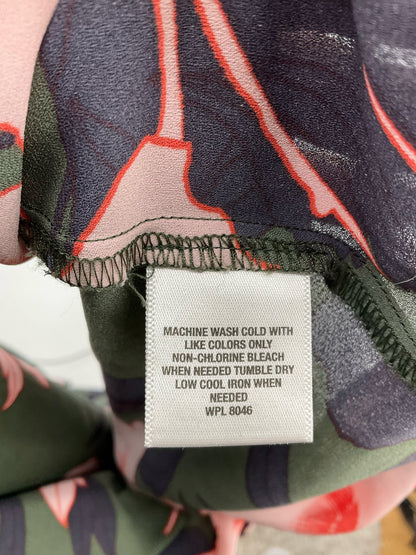 MACHINE WASH COLD WITH
LIKE COLORS ONLY
NON-CHLORINE BLEACH
WHEN NEEDED TUMBLE DRY
LOW COOL IRON WHEN
NEEDED
WPL 8046